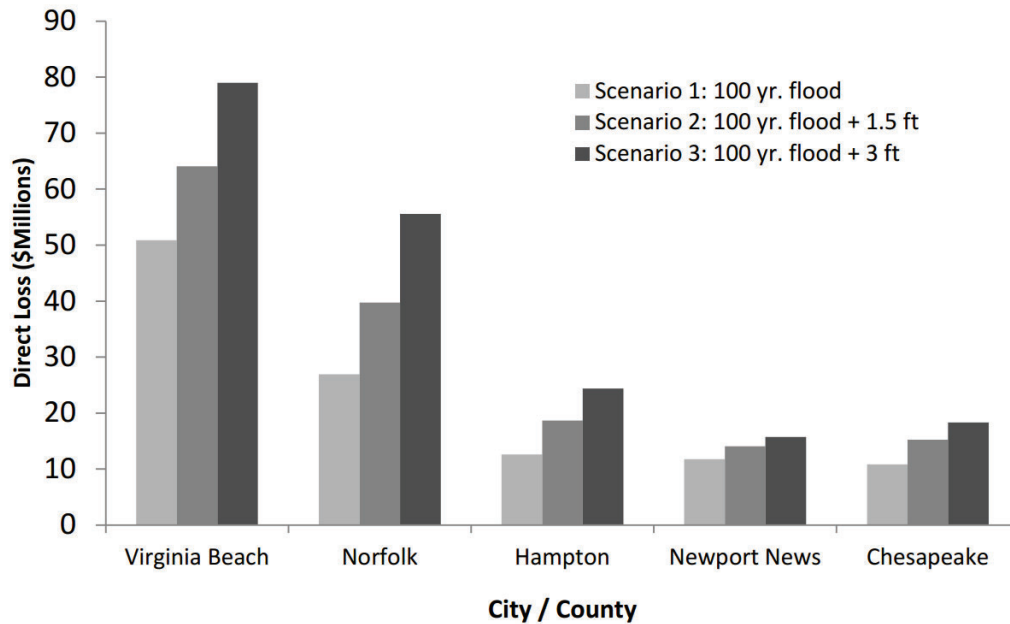 90
80
70
60
50
40
30
20
10
0
Direct Loss ($Millions)
Scenario 1: 100 yr. flood
Scenario 2: 100 yr. flood + 1.5 ft
Scenario 3: 100 yr. flood + 3 ft
Virginia Beach Norfolk Hampton Newport News Chesapeake
City / County